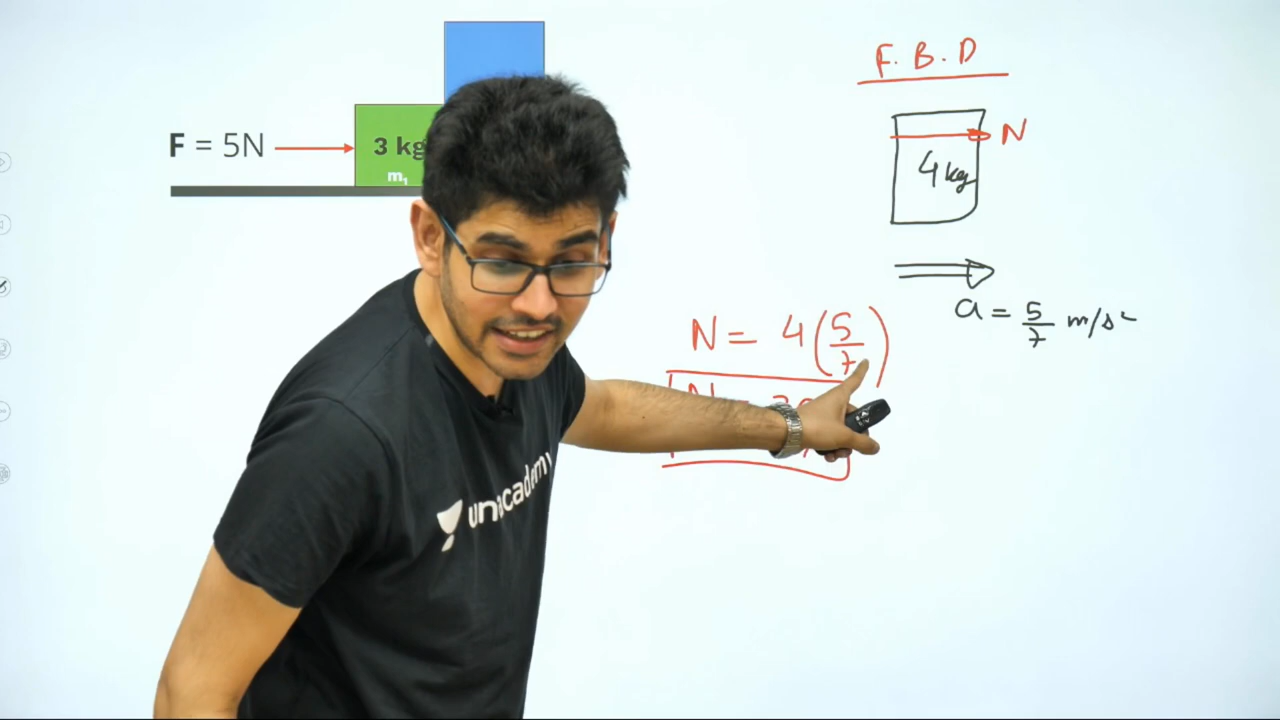 F. B. D
F = 5N
N
3 kg
m₁
4 kg
a = 5/7 m/s²
N = 4(5/7)
unacademy